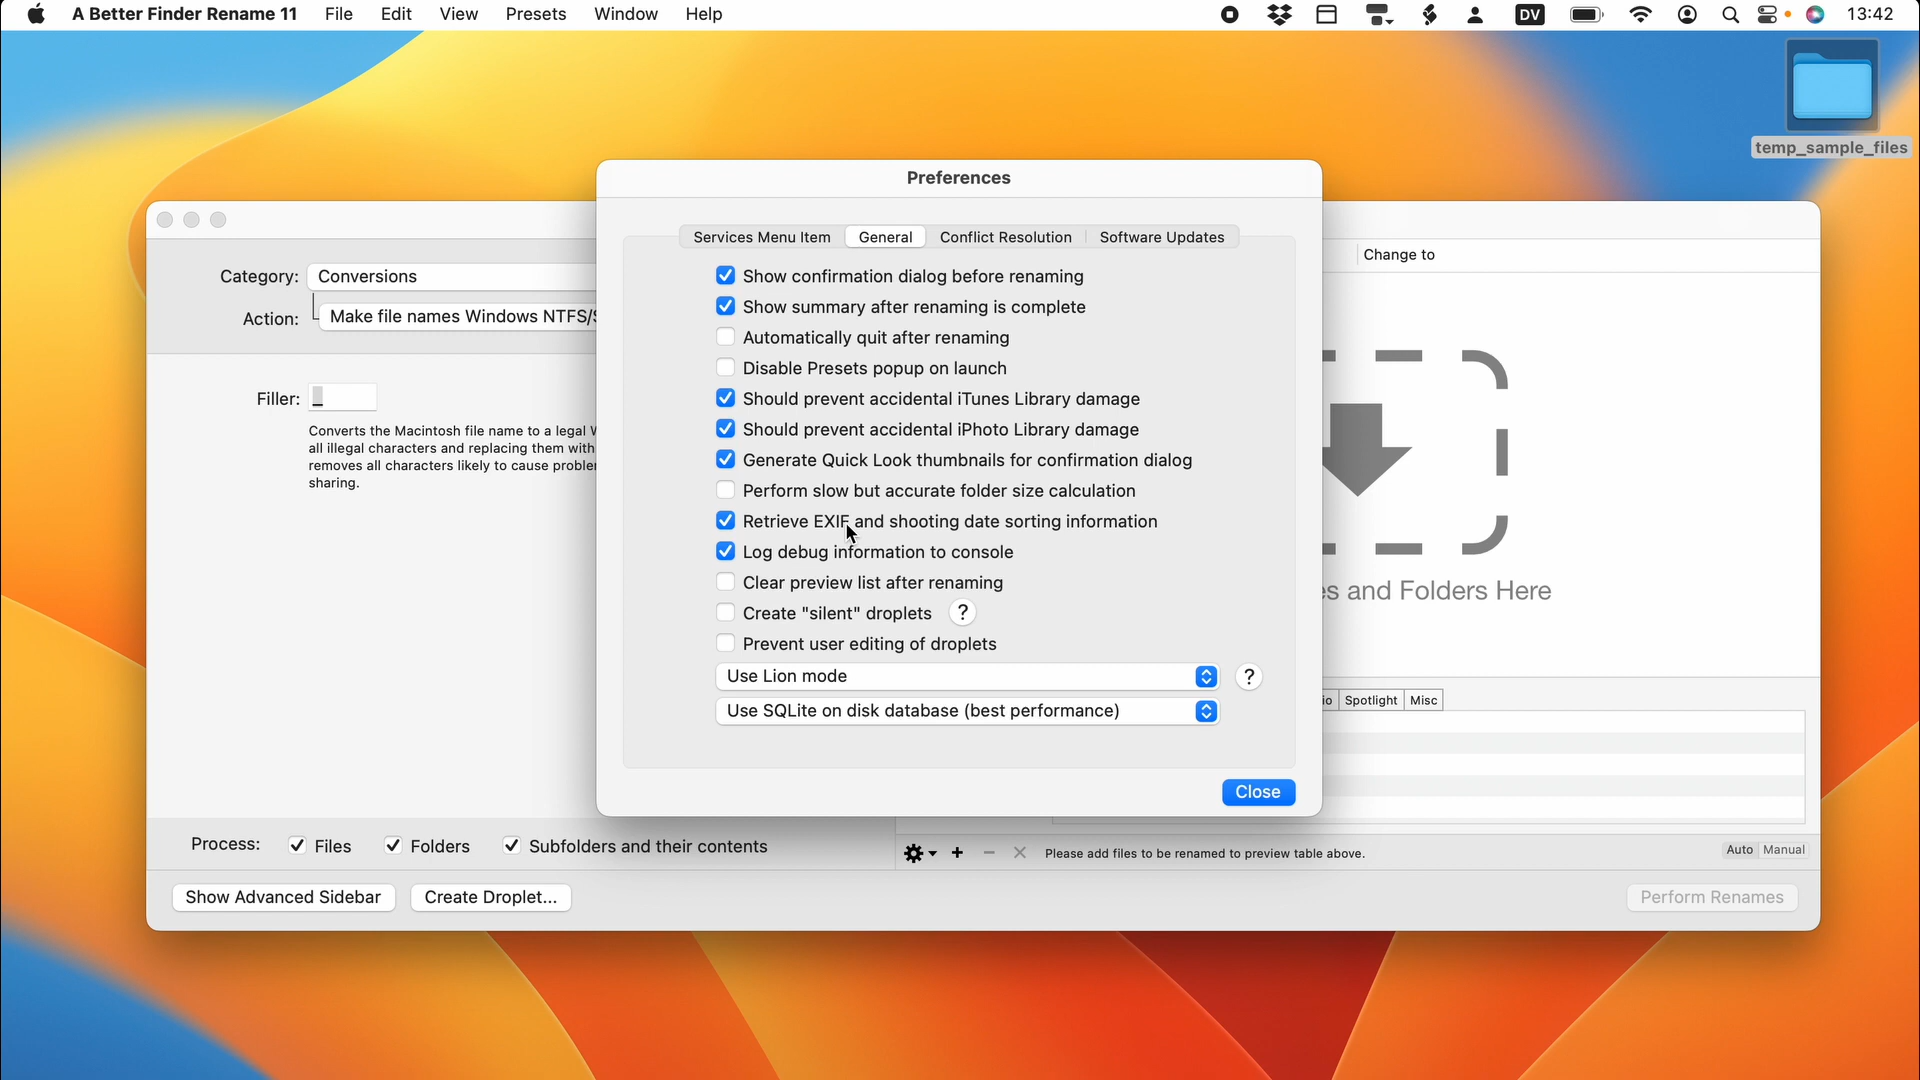 A Better Finder Rename 11 File Edit View Presets Window Help DV 13:42
temp_sample_files
Preferences
Services Menu Item General Conflict Resolution Software Updates
Show confirmation dialog before renaming
Show summary after renaming is complete
Automatically quit after renaming
Disable Presets popup on launch
Should prevent accidental iTunes Library damage
Should prevent accidental iPhoto Library damage
Generate Quick Look thumbnails for confirmation dialog
Perform slow but accurate folder size calculation
Retrieve EXIF and shooting date sorting information
Log debug information to console
Clear preview list after renaming
Create "silent" droplets ?
Prevent user editing of droplets
Use Lion mode ?
Use SQLite on disk database (best performance)
Close
Category: Conversions
Action: Make file names Windows NTFS/
Filler: _
Converts the Macintosh file name to a legal
all illegal characters and replacing them with
removes all characters likely to cause
sharing.
Change to
and Folders Here
Spotlight Misc
Process: Files Folders Subfolders and their contents
Please add files to be renamed to preview table above. Auto Manual
Show Advanced Sidebar Create Droplet... Perform Renames